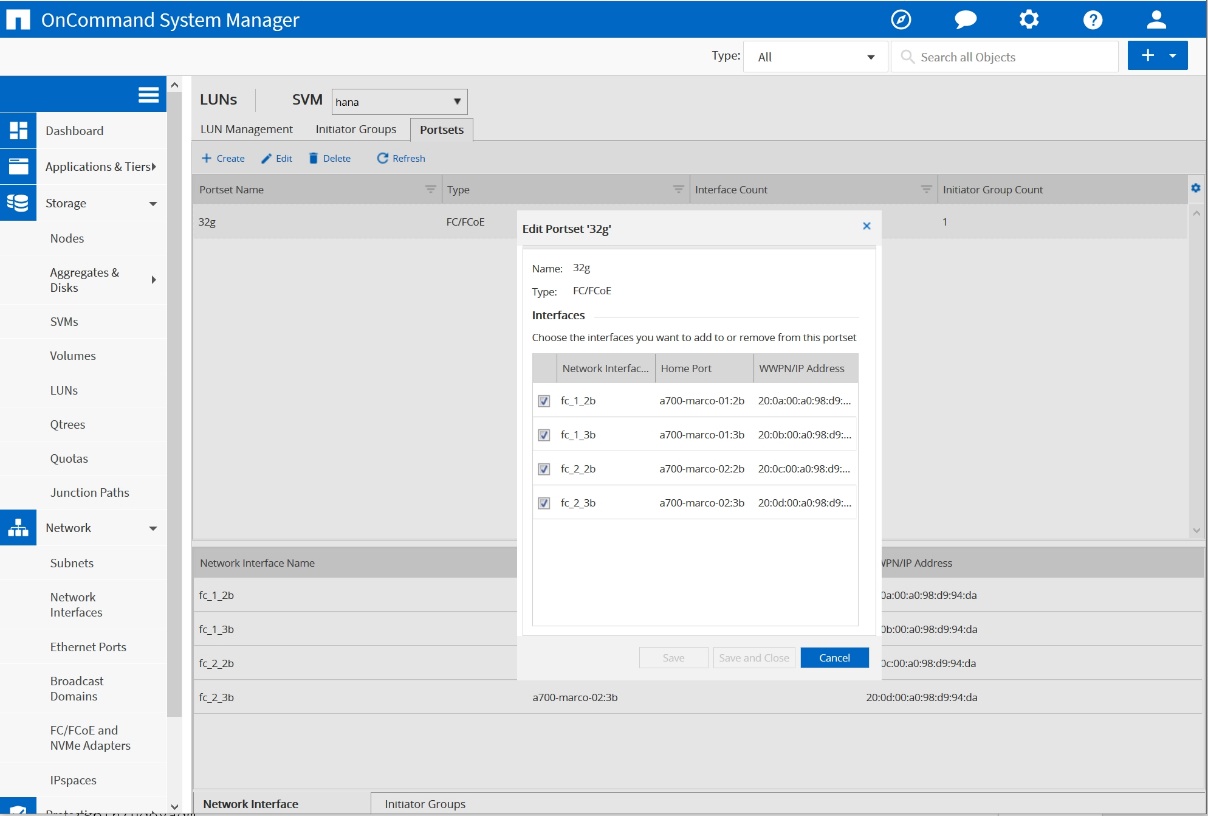 OnCommand System Manager
Type: All Search all Objects
LUNs SVM hana
LUN Management Initiator Groups Portsets
Create Edit Delete Refresh
Portset Name Type Interface Count Initiator Group Count
32g FC/FCoE 1
Dashboard
Applications & Tiers
Storage
Nodes
Aggregates &
Disks
SVMs
Volumes
LUNs
Qtrees
Quotas
Junction Paths
Network
Subnets
Network
Interfaces
Ethernet Ports
Broadcast
Domains
FC/FCoE and
NVMe Adapters
IPspaces
Edit Portset '32g'
Name: 32g
Type: FC/FCoE
Interfaces
Choose the interfaces you want to add to or remove from this portset
Network Interfac... Home Port WWPN/IP Address
fc_1_2b a700-marco-01:2b 20:0a:00:a0:98:d9:...
fc_1_3b a700-marco-01:3b 20:0b:00:a0:98:d9:...
fc_2_2b a700-marco-02:2b 20:0c:00:a0:98:d9:...
fc_2_3b a700-marco-02:3b 20:0d:00:a0:98:d9:...
Save Save and Close Cancel
Network Interface Name VPN/IP Address
fc_1_2b 0a:00:a0:98:d9:94:da
fc_1_3b 0b:00:a0:98:d9:94:da
fc_2_2b 0c:00:a0:98:d9:94:da
fc_2_3b a700-marco-02:3b 20:0d:00:a0:98:d9:94:da
Network Interface Initiator Groups